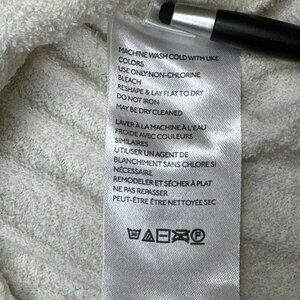 MACHINE WASH COLD WITH LIKE
COLORS
USE ONLY NON-CHLORINE
BLEACH
RESHAPE & LAY FLAT TO DRY
DO NOT IRON
MAY BE DRY CLEANED
LAVER À LA MACHINE À L'EAU
FROIDE AVEC COULEURS
SIMILAIRES
UTILISER UN AGENT DE
BLANCHIMENT SANS CHLORE SI
NÉCESSAIRE
REMODELER ET SÉCHER À PLAT
NE PAS REPASSER
PEUT-ÊTRE ÊTRE NETTOYÉE SEC